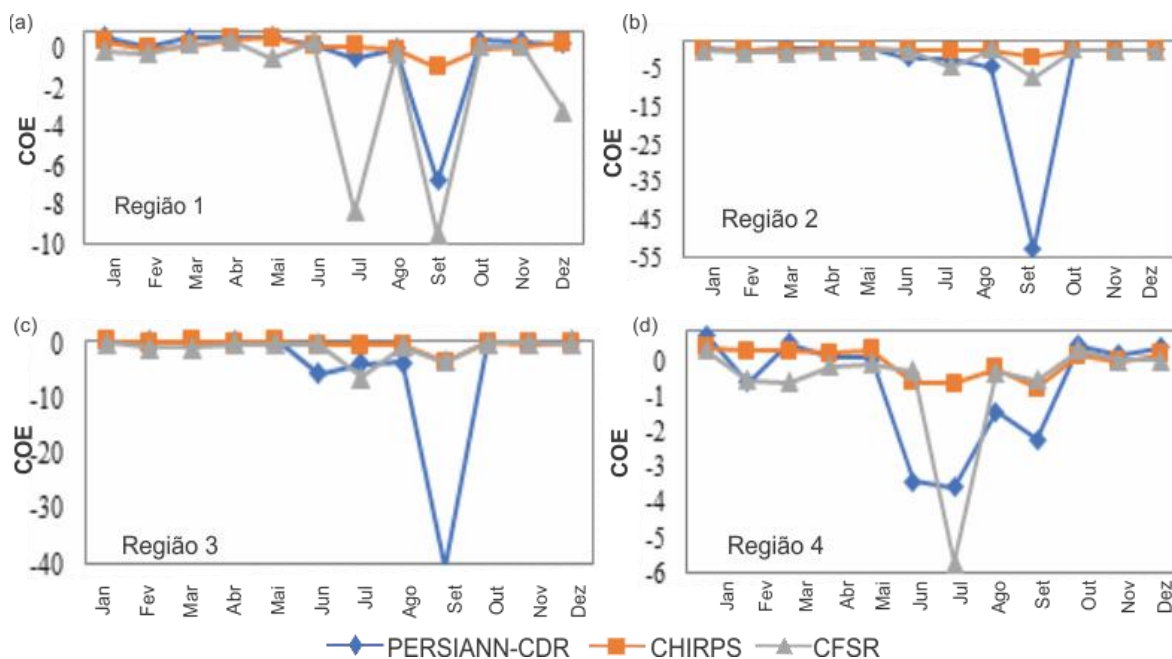 (a)
0
-2
-4
-6
-8
-10
COE
Região 1
Jan Fev Mar Abr Mai Jun Jul Ago Set Out Nov Dez
(b)
-5
-15
-25
-35
-45
-55
COE
Região 2
Jan Fev Mar Abr Mai Jun Jul Ago Set Out Nov Dez
(c)
0
-10
-20
-30
-40
COE
Região 3
Jan Fev Mar Abr Mai Jun Jul Ago Set Out Nov Dez
(d)
0
-1
-2
-3
-4
-5
-6
COE
Região 4
Jan Fev Mar Abr Mai Jun Jul Ago Set Out Nov Dez
PERSIANN-CDR CHIRPS CFSR